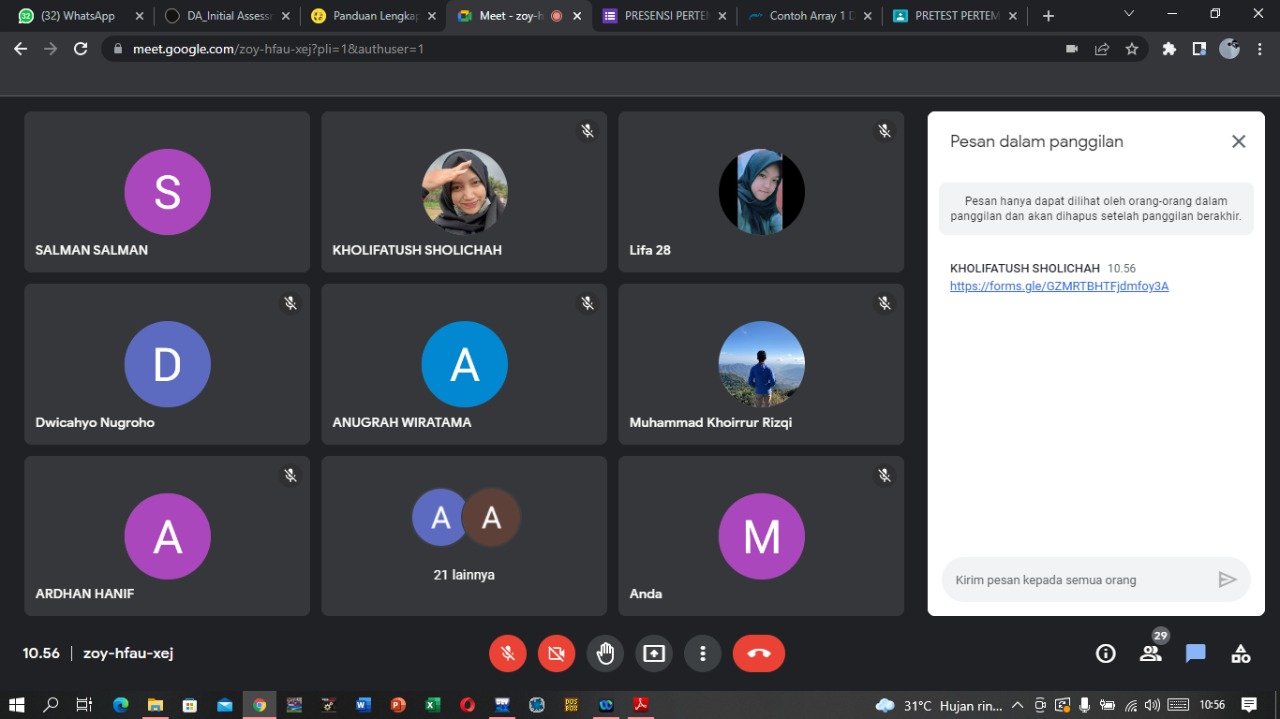 (32) WhatsApp
DA. Initial Assessn
Panduan Lengkap
Meet - zoy-h
PRESENSI PERTEM
Contoh Array 1 D
PRETEST PERTEM
meet.google.com/zoy-hfau-xej?pli=1&authuser=1
S
SALMAN SALMAN
KHOLIFATUSH SHOLICHAH
Lifa 28
D
Dwicahyo Nugroho
A
ANUGRAH WIRATAMA
Muhammad Khoirrur Rizqi
A
ARDHAN HANIF
A A
21 lainnya
M
Anda
Pesan dalam panggilan
Pesan hanya dapat dilihat oleh orang-orang dalam
panggilan dan akan dihapus setelah panggilan berakhir.
KHOLIFATUSH SHOLICHAH 10.56
https://forms.gle/GZMRTBHTFjdmfoy3A
Kirim pesan kepada semua orang
10.56 | zoy-hfau-xej
29
31°C Hujan rin... 10:56